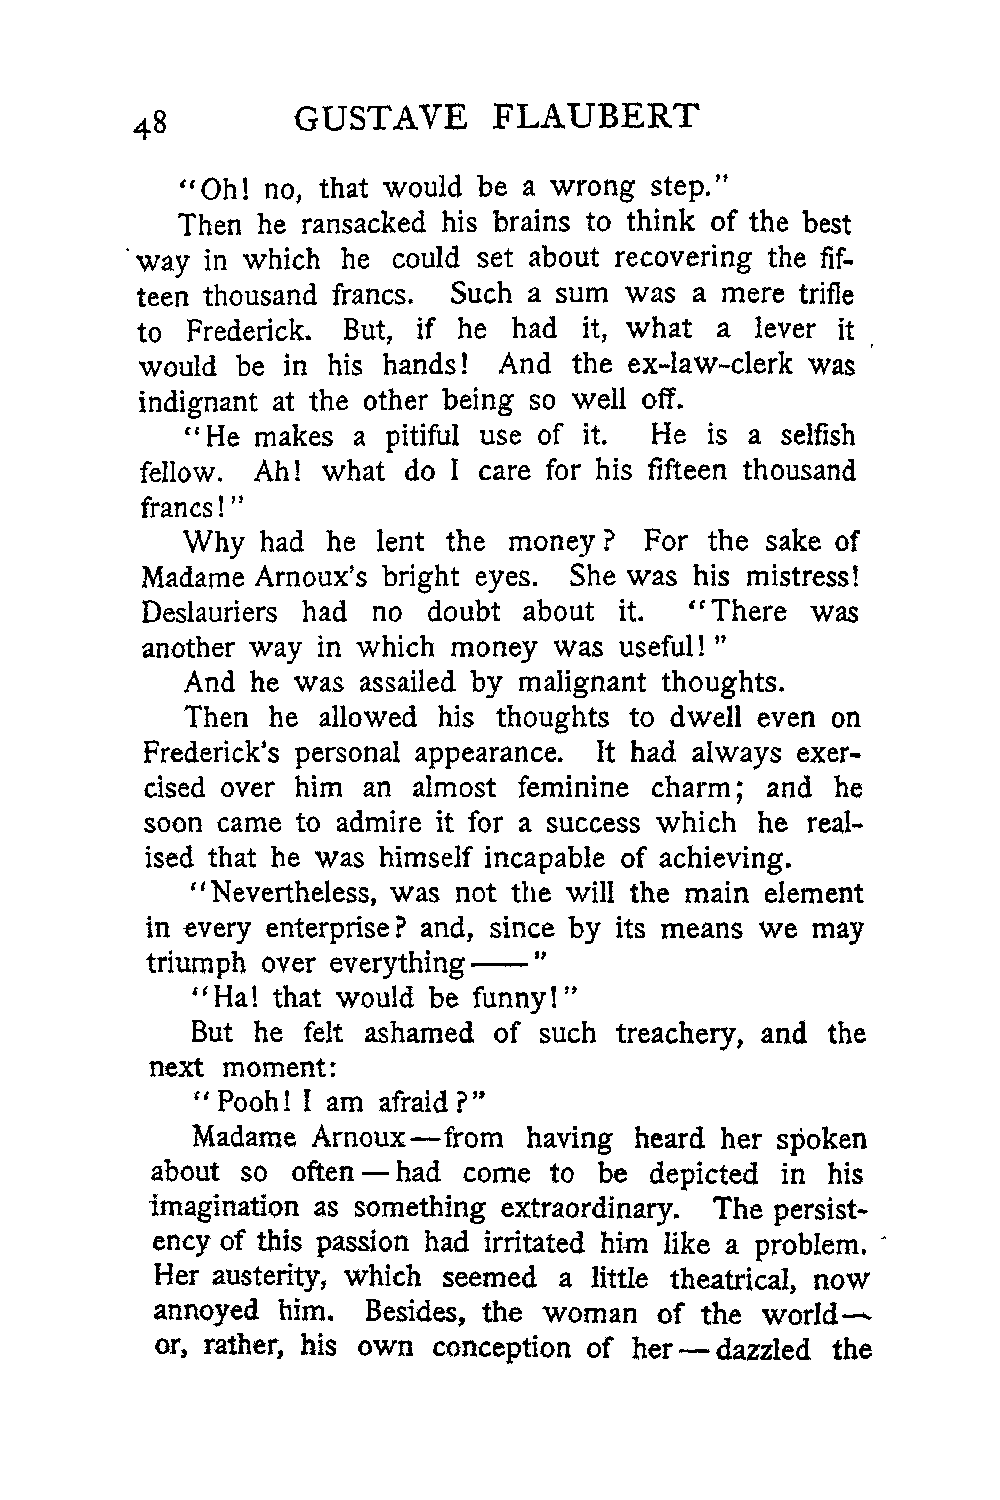 48 GUSTAVE FLAUBERT
"Oh! no, that would be a wrong step."
Then he ransacked his brains to think of the best
way in which he could set about recovering the fif-
teen thousand francs. Such a sum was a mere trifle
to Frederick. But, if he had it, what a lever it
would be in his hands! And the ex-law-clerk was
indignant at the other being so well off.
"He makes a pitiful use of it. He is a selfish
fellow. Ah! what do I care for his fifteen thousand
francs!"
Why had he lent the money? For the sake of
Madame Arnoux's bright eyes. She was his mistress!
Deslauriers had no doubt about it. "There was
another way in which money was useful!"
And he was assailed by malignant thoughts.
Then he allowed his thoughts to dwell even on
Frederick's personal appearance. It had always exer-
cised over him an almost feminine charm; and he
soon came to admire it for a success which he real-
ised that he was himself incapable of achieving.
"Nevertheless, was not the will the main element
in every enterprise? and, since by its means we may
triumph over everything——"
"Ha! that would be funny!"
But he felt ashamed of such treachery, and the
next moment:
"Pooh! I am afraid?"
Madame Arnoux—from having heard her spoken
about so often—had come to be depicted in his
imagination as something extraordinary. The persist-
ency of this passion had irritated him like a problem.
Her austerity, which seemed a little theatrical, now
annoyed him. Besides, the woman of the world—
or, rather, his own conception of her—dazzled the